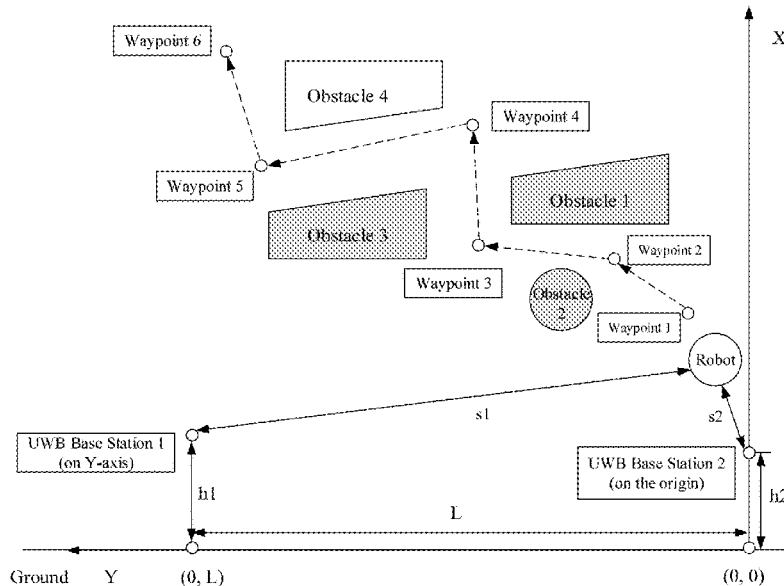 Waypoint 6
X
Obstacle 4
Waypoint 4
Waypoint 5
Obstacle 1
Obstacle 3
Waypoint 2
Waypoint 3
Obstacle
2
Waypoint 1
Robot
s1
s2
UWB Base Station 1
(on Y-axis)
UWB Base Station 2
(on the origin)
h1
h2
L
Ground
Y
(0, L)
(0, 0)